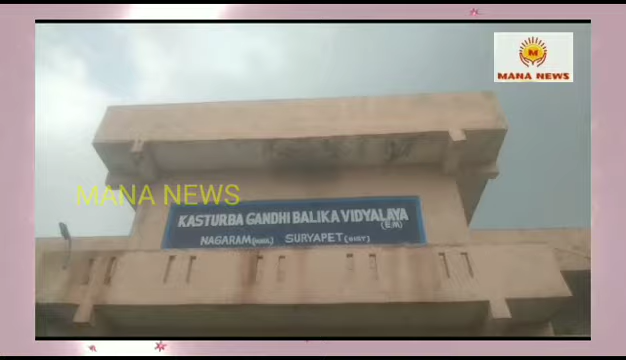 M
MANA NEWS
MANA NEWS
KASTURBA GANDHI BALIKA VIDYALAYA
(E.M)
NAGARAM(MDL) SURYAPET(DIST)